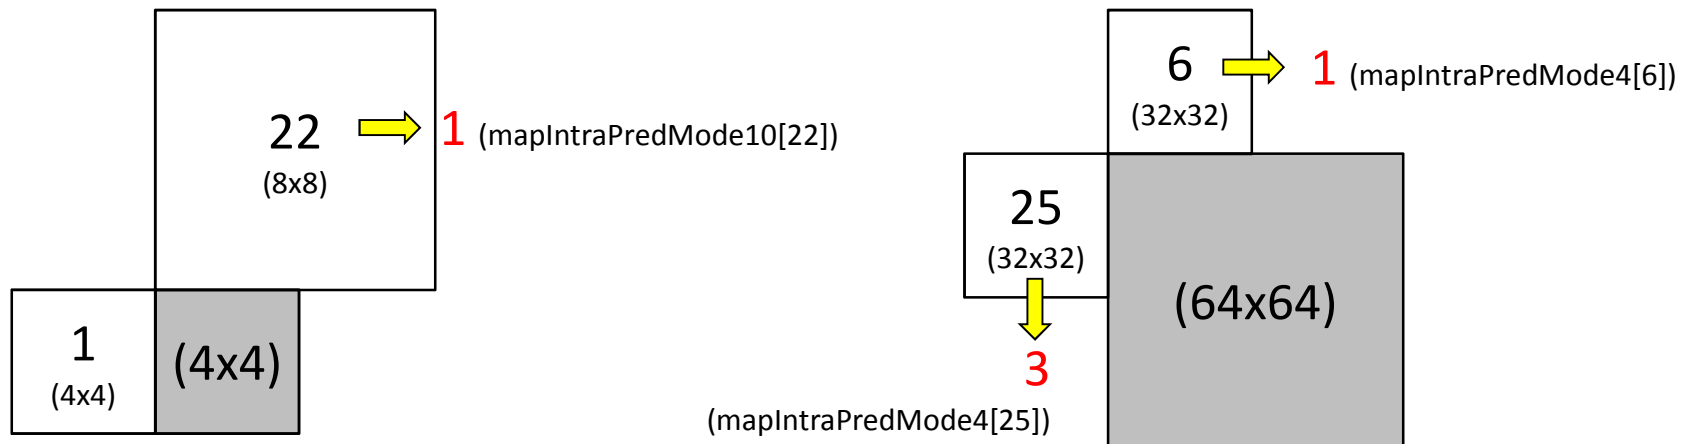 22
(8x8)
1 (mapIntraPredMode10[22])
1
(4x4)
(4x4)
6
(32x32)
1 (mapIntraPredMode4[6])
25
(32x32)
3
(mapIntraPredMode4[25])
(64x64)